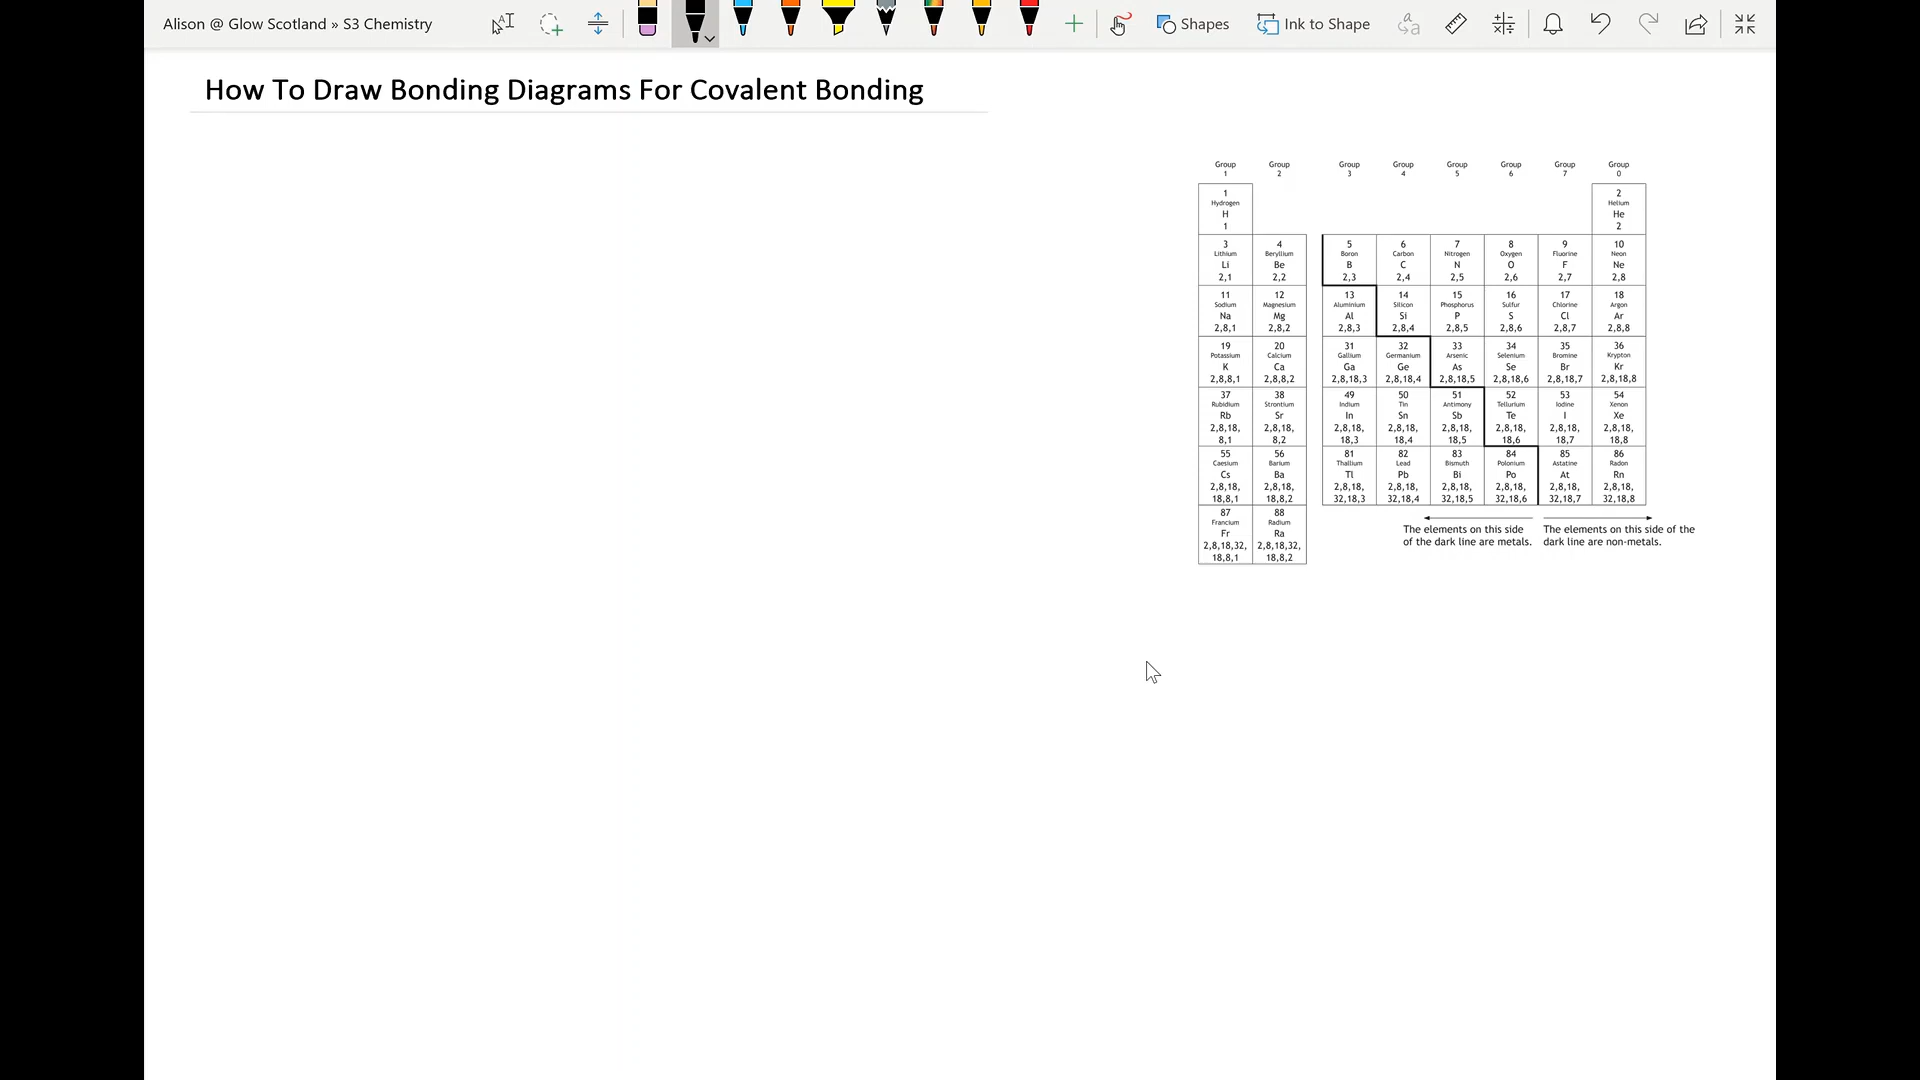 Alison @ Glow Scotland » S3 Chemistry
Shapes
Ink to Shape
How To Draw Bonding Diagrams For Covalent Bonding
Group Group Group Group Group Group Group Group
1 2 3 4 5 6 7 0
1 2
Hydrogen Helium
H He
1 2
3 4 5 6 7 8 9 10
Lithium Beryllium Boron Carbon Nitrogen Oxygen Fluorine Neon
Li Be B C N O F Ne
2,1 2,2 2,3 2,4 2,5 2,6 2,7 2,8
11 12 13 14 15 16 17 18
Sodium Magnesium Aluminium Silicon Phosphorus Sulfur Chlorine Argon
Na Mg Al Si P S Cl Ar
2,8,1 2,8,2 2,8,3 2,8,4 2,8,5 2,8,6 2,8,7 2,8,8
19 20 31 32 33 34 35 36
Potassium Calcium Gallium Germanium Arsenic Selenium Bromine Krypton
K Ca Ga Ge As Se Br Kr
2,8,8,1 2,8,8,2 2,8,18,3 2,8,18,4 2,8,18,5 2,8,18,6 2,8,18,7 2,8,18,8
37 38 49 50 51 52 53 54
Rubidium Strontium Indium Tin Antimony Tellurium Iodine Xenon
Rb Sr In Sn Sb Te I Xe
2,8,18, 2,8,18, 2,8,18, 2,8,18, 2,8,18, 2,8,18, 2,8,18, 2,8,18,
8,1 8,2 18,3 18,4 18,5 18,6 18,7 18,8
55 56 81 82 83 84 85 86
Caesium Barium Thallium Lead Bismuth Polonium Astatine Radon
Cs Ba Tl Pb Bi Po At Rn
2,8,18, 2,8,18, 2,8,18, 2,8,18, 2,8,18, 2,8,18, 2,8,18, 2,8,18,
18,8,1 18,8,2 32,18,3 32,18,4 32,18,5 32,18,6 32,18,7 32,18,8
87 88
Francium Radium
Fr Ra
2,8,18,32, 2,8,18,32,
18,8,1 18,8,2
The elements on this side
of the dark line are metals.
The elements on this side of the
dark line are non-metals.